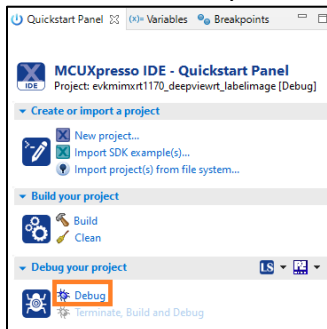 Quickstart Panel (x)= Variables Breakpoints
IDE
MCUXpresso IDE - Quickstart Panel
Project: evkmimxrt1170_deepviewrt_labelimage [Debug]
Create or import a project
New project...
Import SDK example(s)...
Import project(s) from file system...
Build your project
Build
Clean
Debug your project
LS
Debug
Terminate, Build and Debug